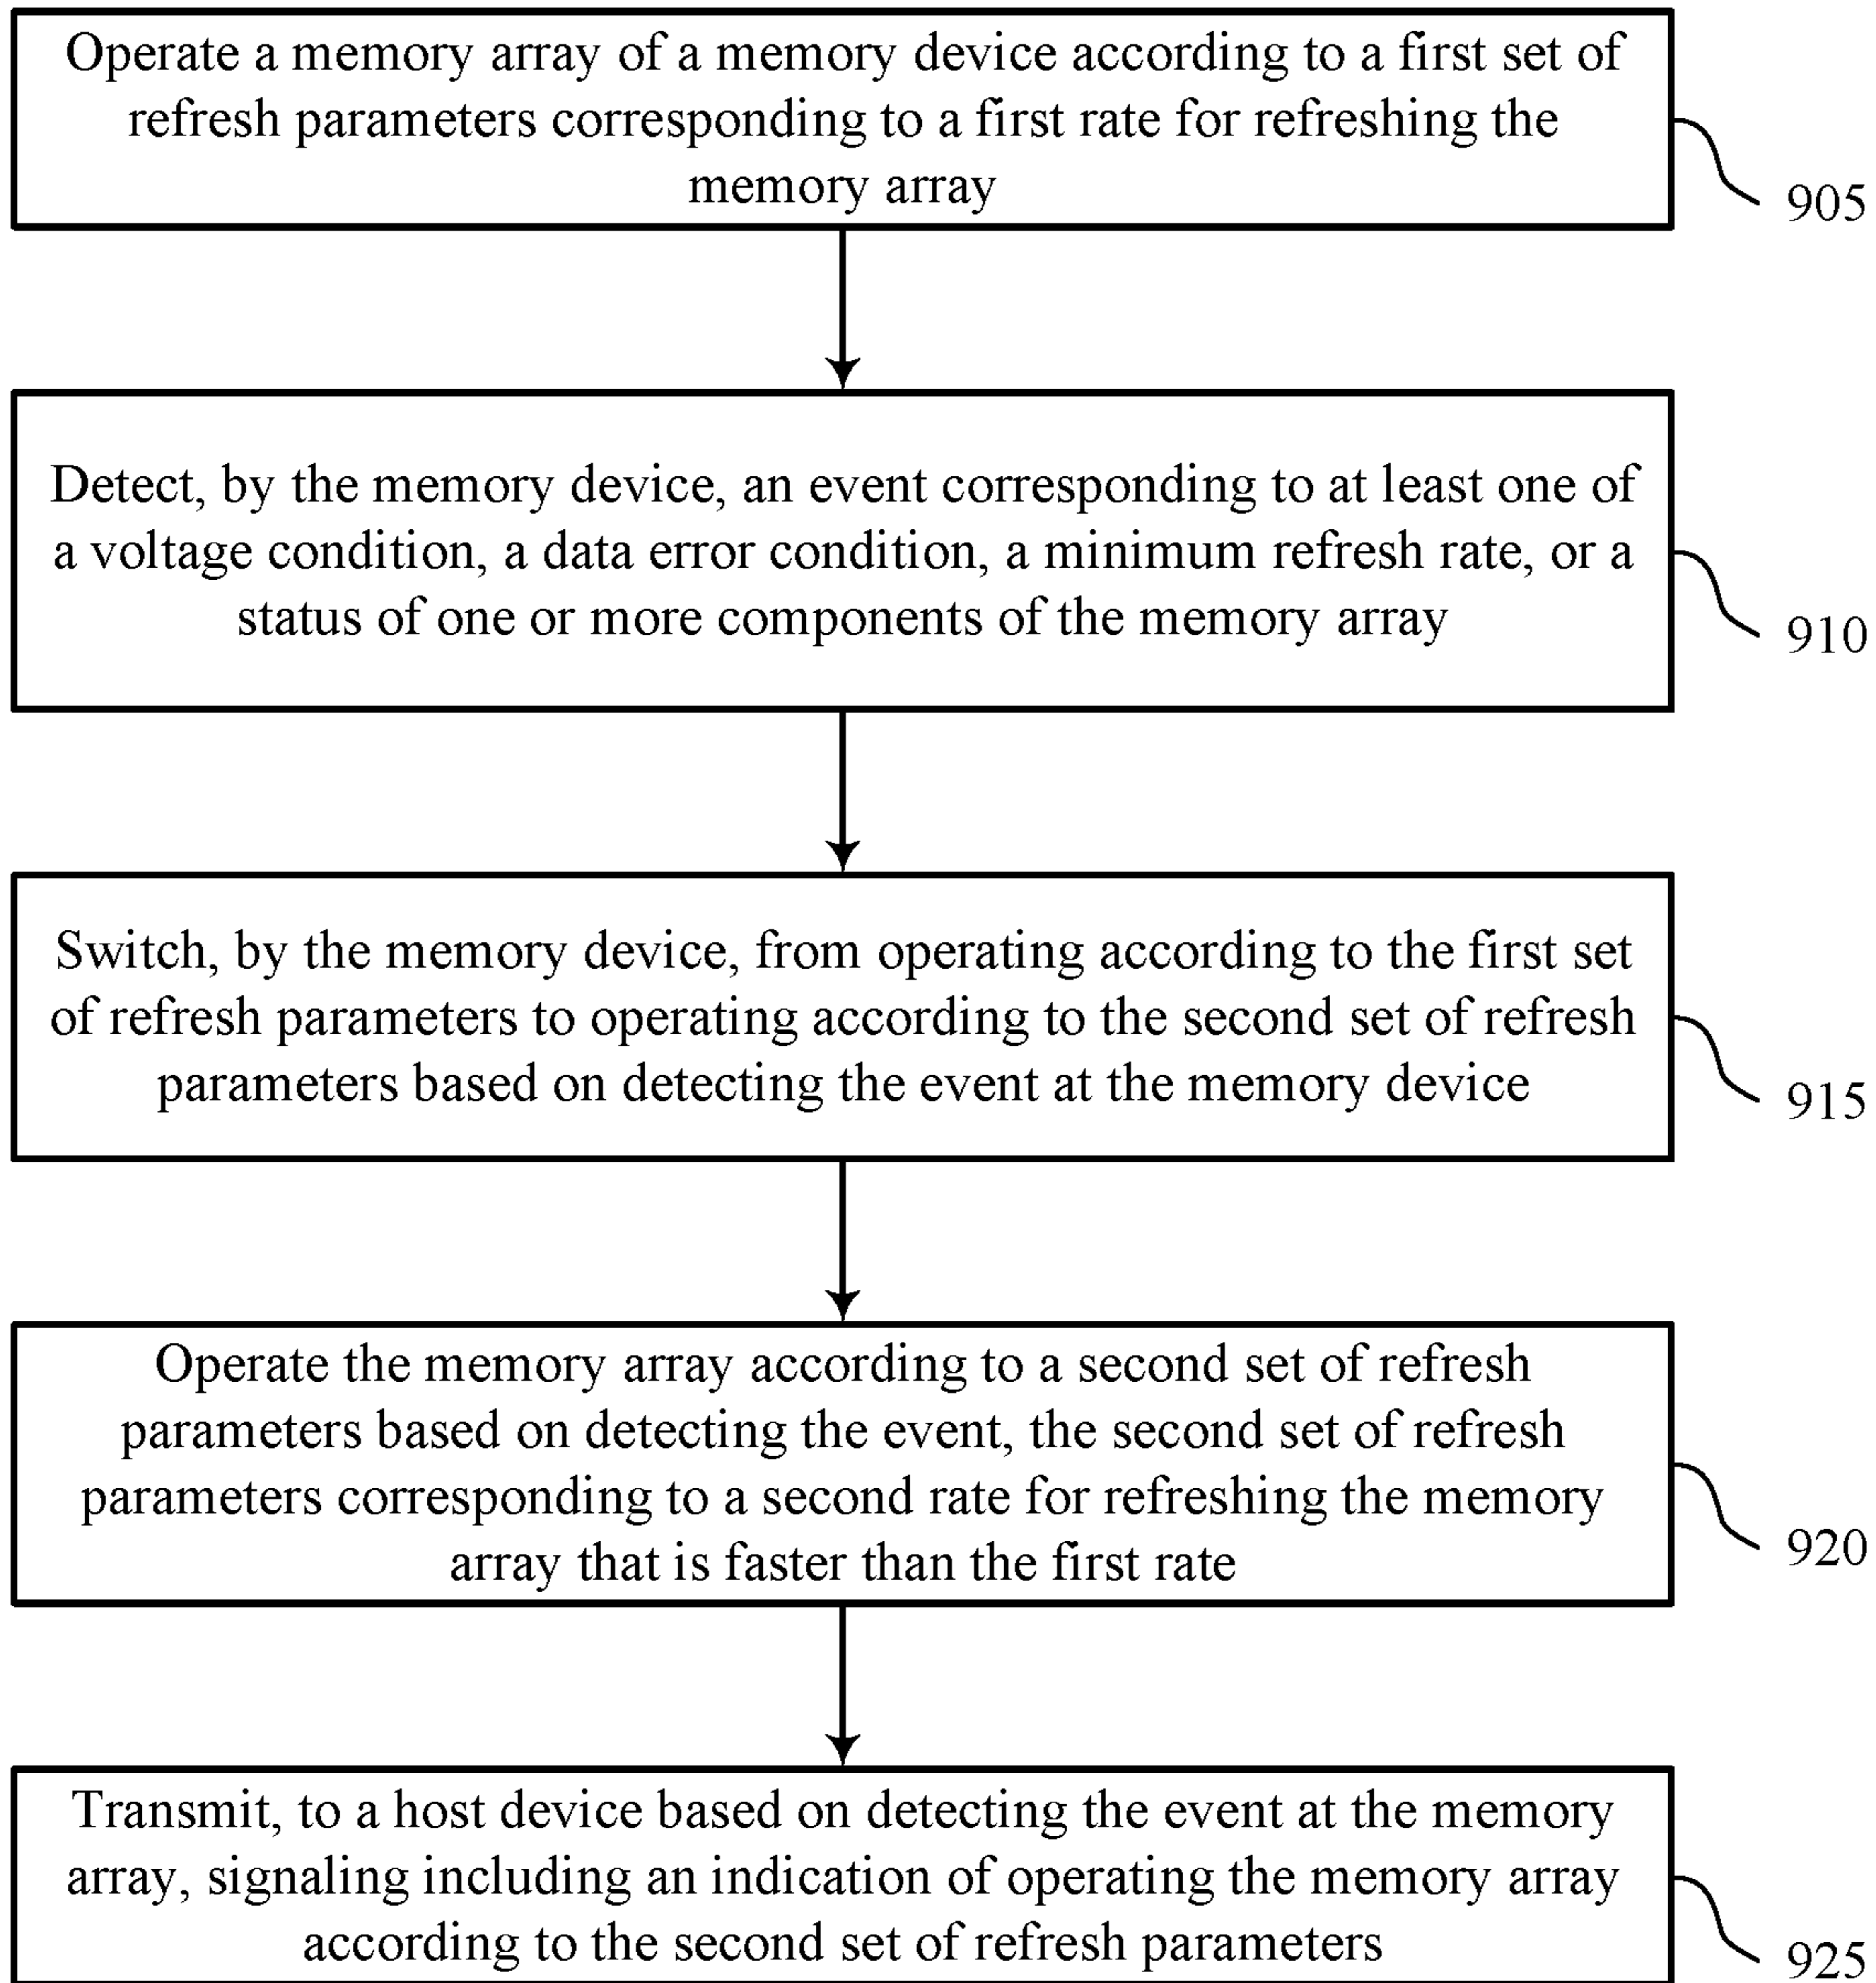 Operate a memory array of a memory device according to a first set of
refresh parameters corresponding to a first rate for refreshing the
memory array
905
Detect, by the memory device, an event corresponding to at least one of
a voltage condition, a data error condition, a minimum refresh rate, or a
status of one or more components of the memory array
910
Switch, by the memory device, from operating according to the first set
of refresh parameters to operating according to the second set of refresh
parameters based on detecting the event at the memory device
915
Operate the memory array according to a second set of refresh
parameters based on detecting the event, the second set of refresh
parameters corresponding to a second rate for refreshing the memory
array that is faster than the first rate
920
Transmit, to a host device based on detecting the event at the memory
array, signaling including an indication of operating the memory array
according to the second set of refresh parameters
925